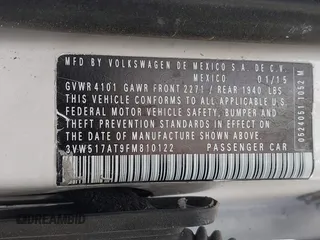 MFD BY VOLKSWAGEN DE MEXICO S.A DE C.V.
MEXICO 01/15
GVWR 4101 GAWR FRONT 2271 / REAR 1940 LBS
THIS VEHICLE CONFORMS TO ALL APPLICABLE U.S
FEDERAL MOTOR VEHICLE SAFETY, BUMPER AND
THEFT PREVENTION STANDARDS IN EFFECT ON THE
DATE OF MANUFACTURE SHOWN ABOVE
3VW517AT9FM810122 PASSENGER CAR
0524051 1052 M
DREAMBID